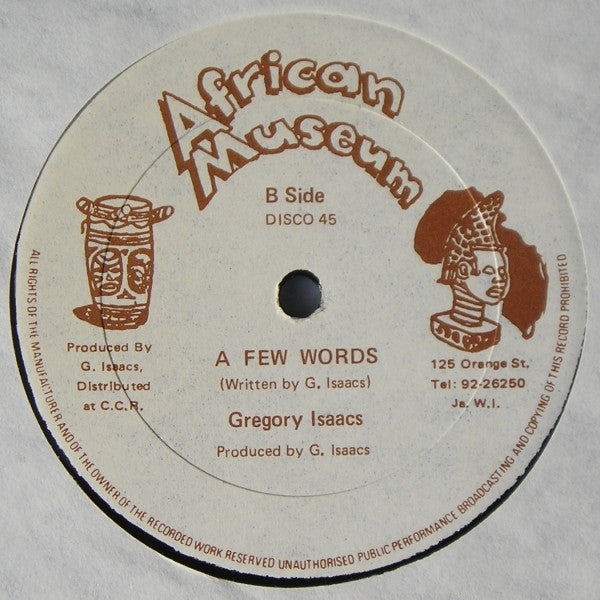 African
Museum
B Side
DISCO 45
Produced By
G. Isaacs,
Distributed
at C.C.R.
A FEW WORDS
(Written by G. Isaacs)
Gregory Isaacs
Produced by G. Isaacs
125 Orange St.
Tel: 92-26250
Ja. W.I.
ALL RIGHTS OF THE MANUFACTURER AND OF THE OWNER OF THE RECORDED WORK RESERVED UNAUTHORISED PUBLIC PERFORMANCE BROADCASTING AND COPYING OF THIS RECORD PROHIBITED